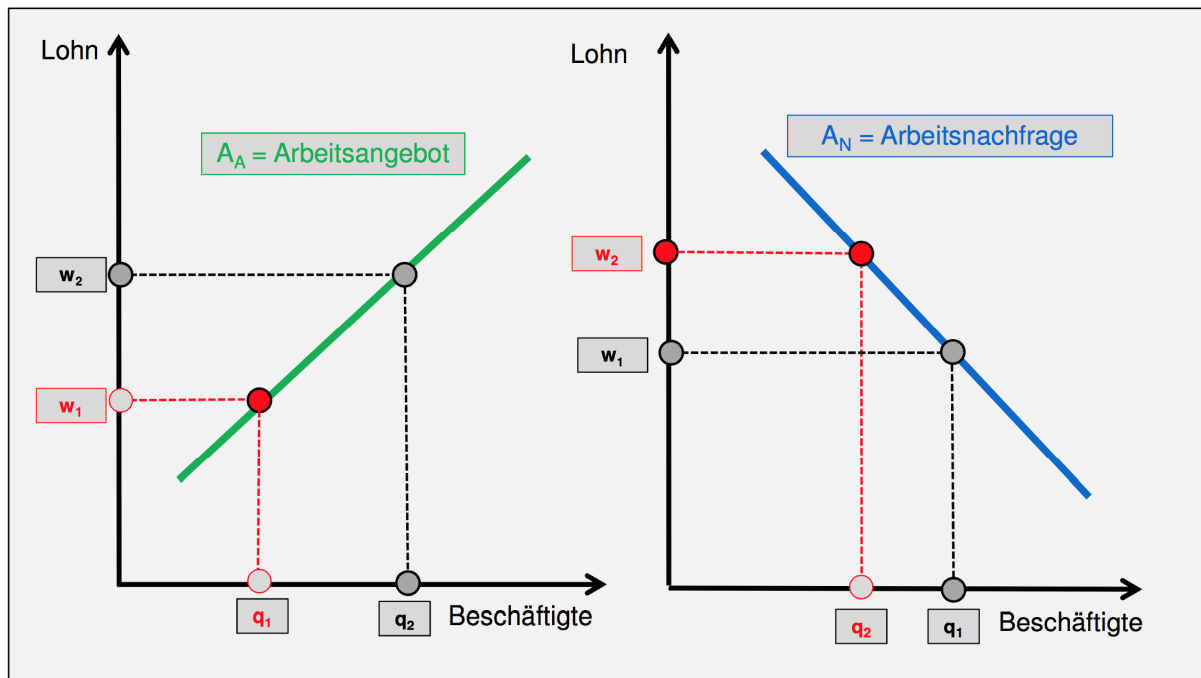 Lohn
A_A = Arbeitsangebot
w₂
w₁
q₁
q₂
Beschäftigte
Lohn
A_N = Arbeitsnachfrage
w₂
w₁
q₂
q₁
Beschäftigte